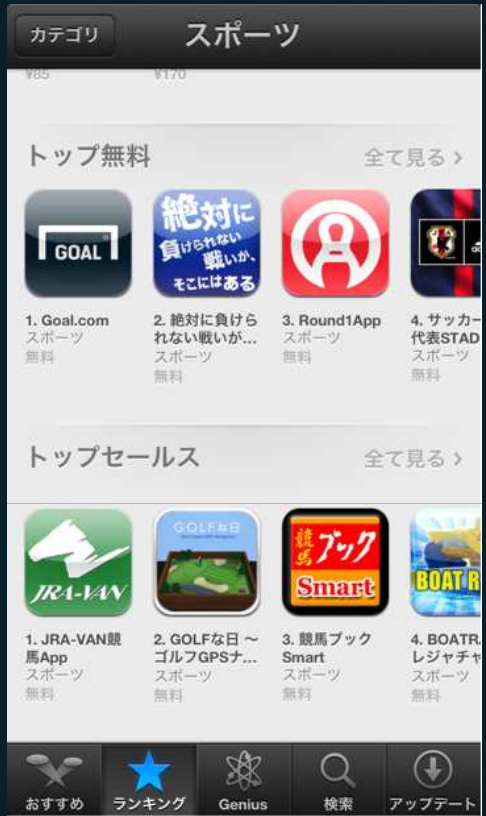 カテゴリ
スポーツ
¥85
¥170
トップ無料
全て見る
GOAL
絶対に
負けられない
戦いが、
そこにはある
1. Goal.com
スポーツ
無料
2. 絶対に負けら
れない戦いが...
スポーツ
無料
3. Round1App
スポーツ
無料
4. サッカー
代表STAD
スポーツ
無料
トップセールス
全て見る
JRA-VAN
GOLFな日
競馬ブック
Smart
BOAT R
1. JRA-VAN競
馬App
スポーツ
無料
2. GOLFな日 〜
ゴルフGPSナ...
スポーツ
無料
3. 競馬ブック
Smart
スポーツ
無料
4. BOATR
レジャチャ
スポーツ
無料
おすすめ
ランキング
Genius
検索
アップデート